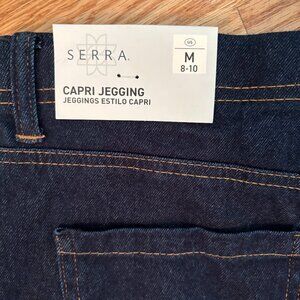 SERRA.
US
M
8-10
CAPRI JEGGING
JEGGINGS ESTILO CAPRI